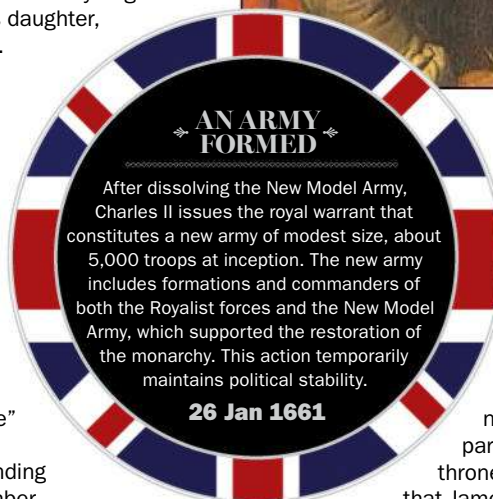 s daughter,
AN ARMY
FORMED
After dissolving the New Model Army,
Charles II issues the royal warrant that
constitutes a new army of modest size, about
5,000 troops at inception. The new army
includes formations and commanders of
both the Royalist forces and the New Model
Army, which supported the restoration of
the monarchy. This action temporarily
maintains political stability.
26 Jan 1661
e”
nding
par
throne